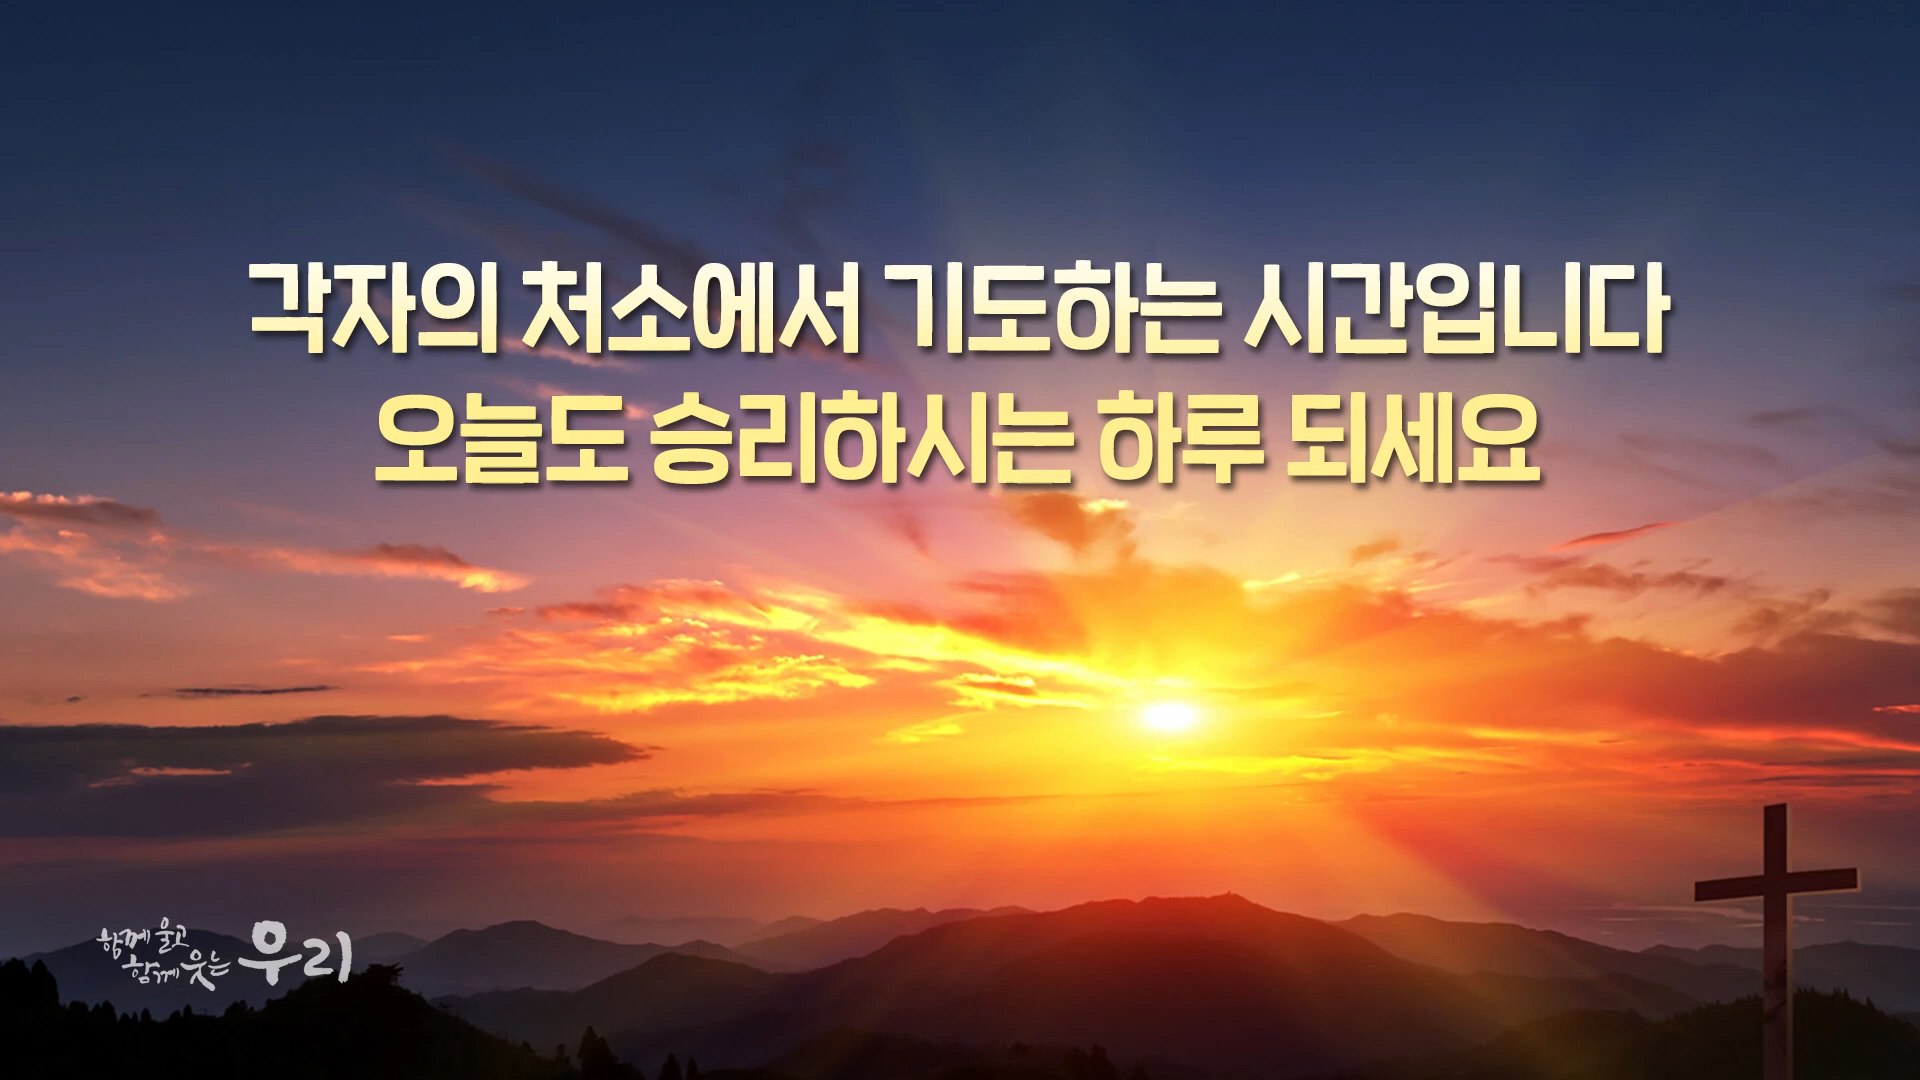 각자의 처소에서 기도하는 시간입니다
오늘도 승리하시는 하루 되세요
함께 울고
함께 웃는 우리